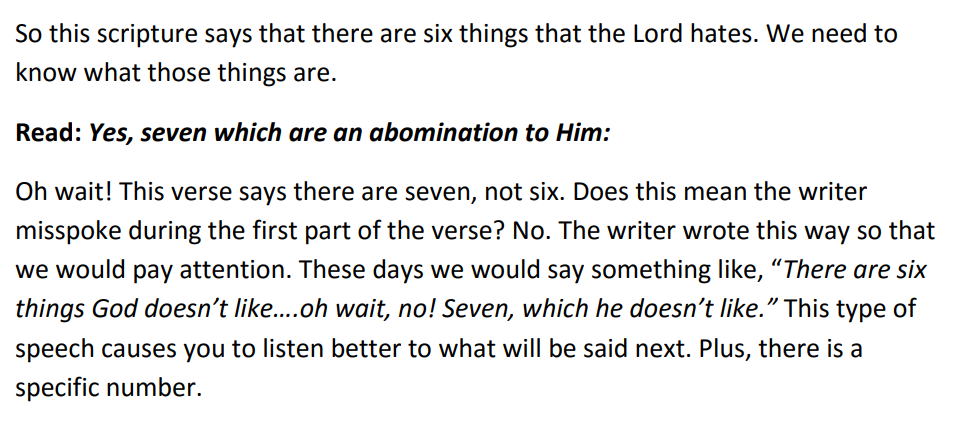 So this scripture says that there are six things that the Lord hates. We need to
know what those things are.
Read: Yes, seven which are an abomination to Him:
Oh wait! This verse says there are seven, not six. Does this mean the writer
misspoke during the first part of the verse? No. The writer wrote this way so that
we would pay attention. These days we would say something like, “There are six
things God doesn’t like....oh wait, no! Seven, which he doesn’t like.” This type of
speech causes you to listen better to what will be said next. Plus, there is a
specific number.